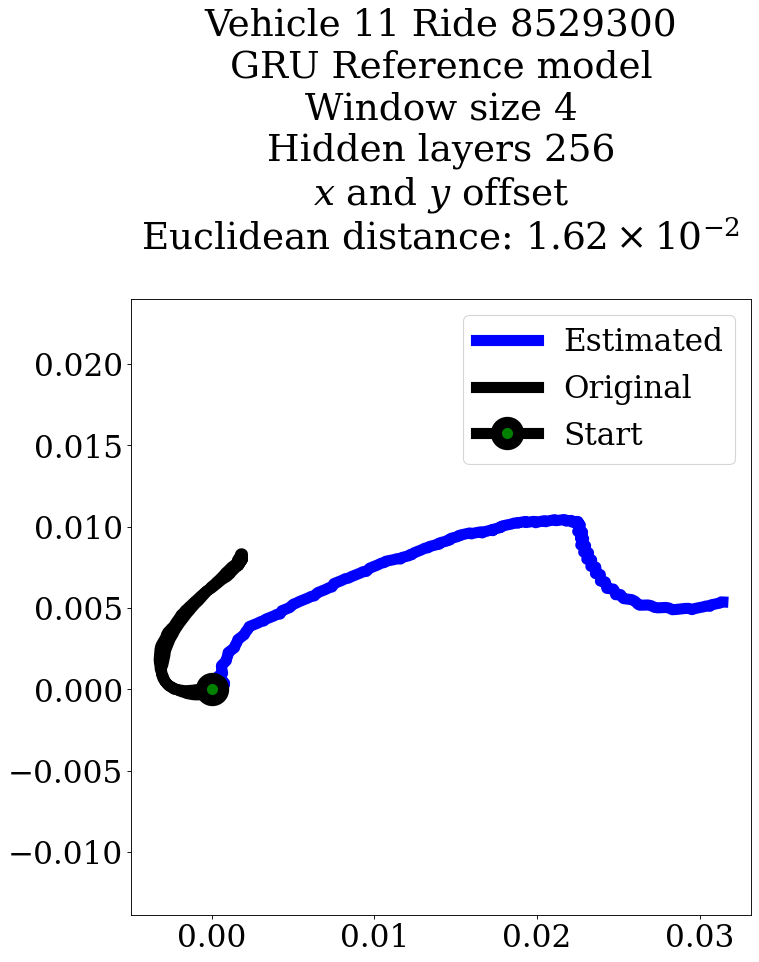 Vehicle 11 Ride 8529300
GRU Reference model
Window size 4
Hidden layers 256
x and y offset
Euclidean distance: 1.62 × 10⁻²
Estimated
Original
Start
0.020
0.015
0.010
0.005
0.000
−0.005
−0.010
0.00 0.01 0.02 0.03